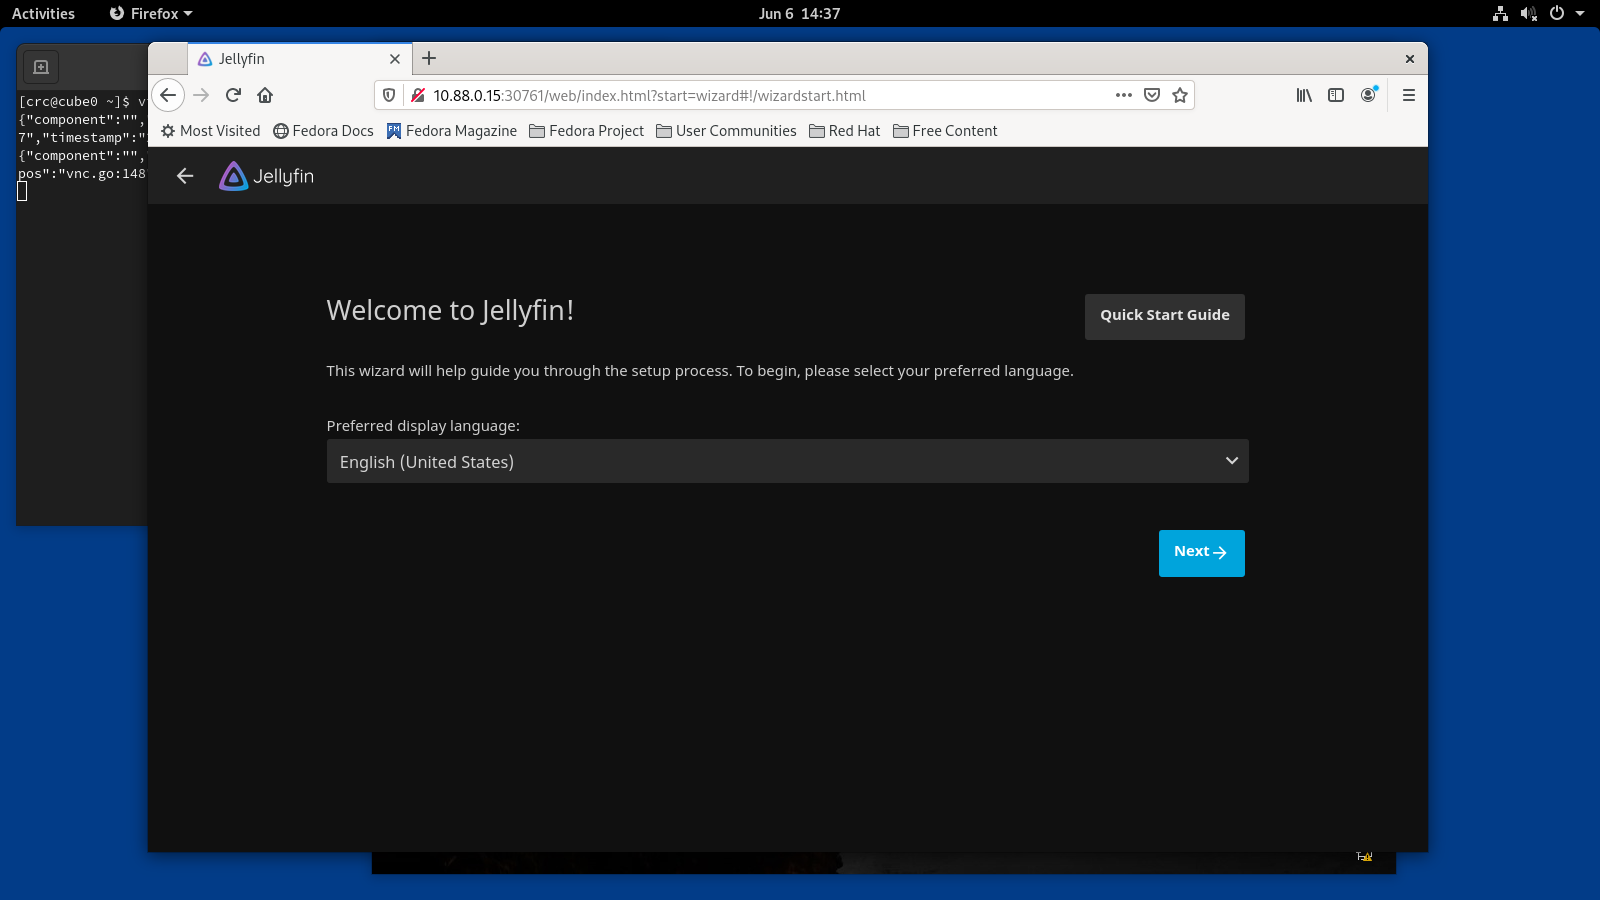 Activities
Firefox
Jun 6 14:37
Jellyfin
10.88.0.15:30761/web/index.html?start=wizard#!/wizardstart.html
Most Visited
Fedora Docs
Fedora Magazine
Fedora Project
User Communities
Red Hat
Free Content
[crc@cube0 ~]$ v
{"component":"",
7","timestamp":"
{"component":"",
pos":"vnc.go:148
Jellyfin
Welcome to Jellyfin!
Quick Start Guide
This wizard will help guide you through the setup process. To begin, please select your preferred language.
Preferred display language:
English (United States)
Next